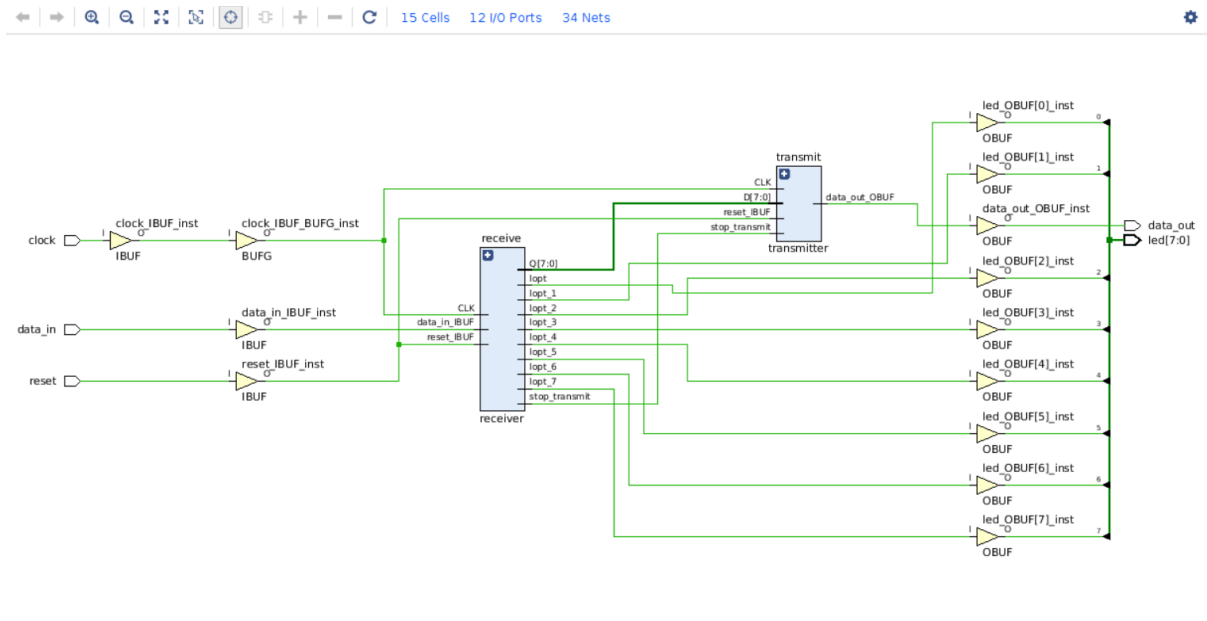 15 Cells 12 I/O Ports 34 Nets
led_OBUF[0]_inst
I O 0
OBUF
led_OBUF[1]_inst
I O 1
OBUF
transmit
CLK
D[7:0] data_out_OBUF
reset_IBUF
stop_transmit
transmitter
data_out_OBUF_inst
I O data_out
OBUF
led[7:0]
clock_IBUF_inst
clock I O
IBUF
clock_IBUF_BUFG_inst
I O
BUFG
receive
Q[7:0]
lopt
lopt_1
CLK lopt_2
data_in_IBUF lopt_3
reset_IBUF lopt_4
lopt_5
lopt_6
lopt_7
stop_transmit
receiver
data_in_IBUF_inst
data_in I O
IBUF
reset_IBUF_inst
reset I O
IBUF
led_OBUF[2]_inst
I O 2
OBUF
led_OBUF[3]_inst
I O 3
OBUF
led_OBUF[4]_inst
I O 4
OBUF
led_OBUF[5]_inst
I O 5
OBUF
led_OBUF[6]_inst
I O 6
OBUF
led_OBUF[7]_inst
I O 7
OBUF